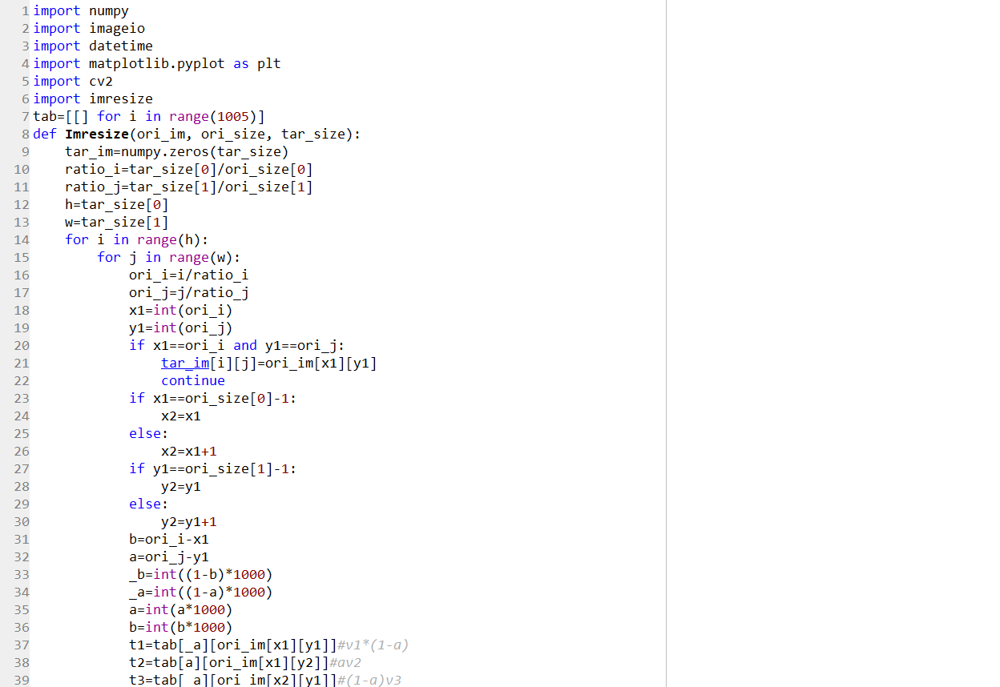 1 import numpy
2 import imageio
3 import datetime
4 import matplotlib.pyplot as plt
5 import cv2
6 import imresize
7 tab=[[] for i in range(1005)]
8 def Imresize(ori_im, ori_size, tar_size):
9     tar_im=numpy.zeros(tar_size)
10     ratio_i=tar_size[0]/ori_size[0]
11     ratio_j=tar_size[1]/ori_size[1]
12     h=tar_size[0]
13     w=tar_size[1]
14     for i in range(h):
15         for j in range(w):
16             ori_i=i/ratio_i
17             ori_j=j/ratio_j
18             x1=int(ori_i)
19             y1=int(ori_j)
20             if x1==ori_i and y1==ori_j:
21                 tar_im[i][j]=ori_im[x1][y1]
22                 continue
23             if x1==ori_size[0]-1:
24                 x2=x1
25             else:
26                 x2=x1+1
27             if y1==ori_size[1]-1:
28                 y2=y1
29             else:
30                 y2=y1+1
31             b=ori_i-x1
32             a=ori_j-y1
33             _b=int((1-b)*1000)
34             _a=int((1-a)*1000)
35             a=int(a*1000)
36             b=int(b*1000)
37             t1=tab[_a][ori_im[x1][y1]]#v1*(1-a)
38             t2=tab[a][ori_im[x1][y2]]#av2
39             t3=tab[_a][ori_im[x2][y1]]#(1-a)v3